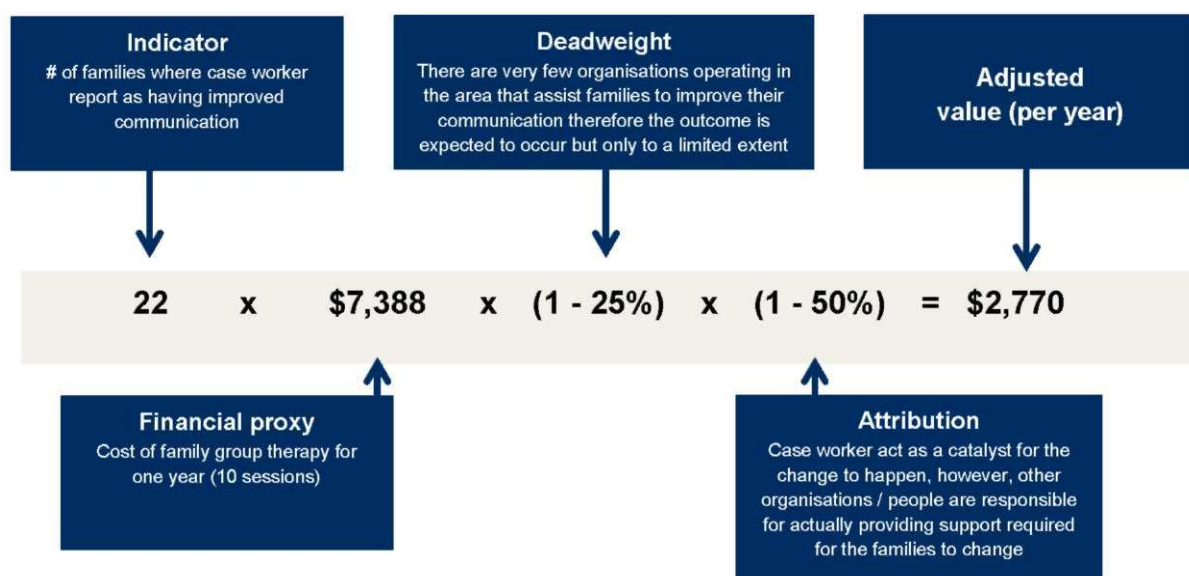 Indicator
# of families where case worker
report as having improved
communication
Deadweight
There are very few organisations operating in
the area that assist families to improve their
communication therefore the outcome is
expected to occur but only to a limited extent
Adjusted
value (per year)
22 x $7,388 x (1 - 25%) x (1 - 50%) = $2,770
Financial proxy
Cost of family group therapy for
one year (10 sessions)
Attribution
Case worker act as a catalyst for the
change to happen, however, other
organisations / people are responsible
for actually providing support required
for the families to change